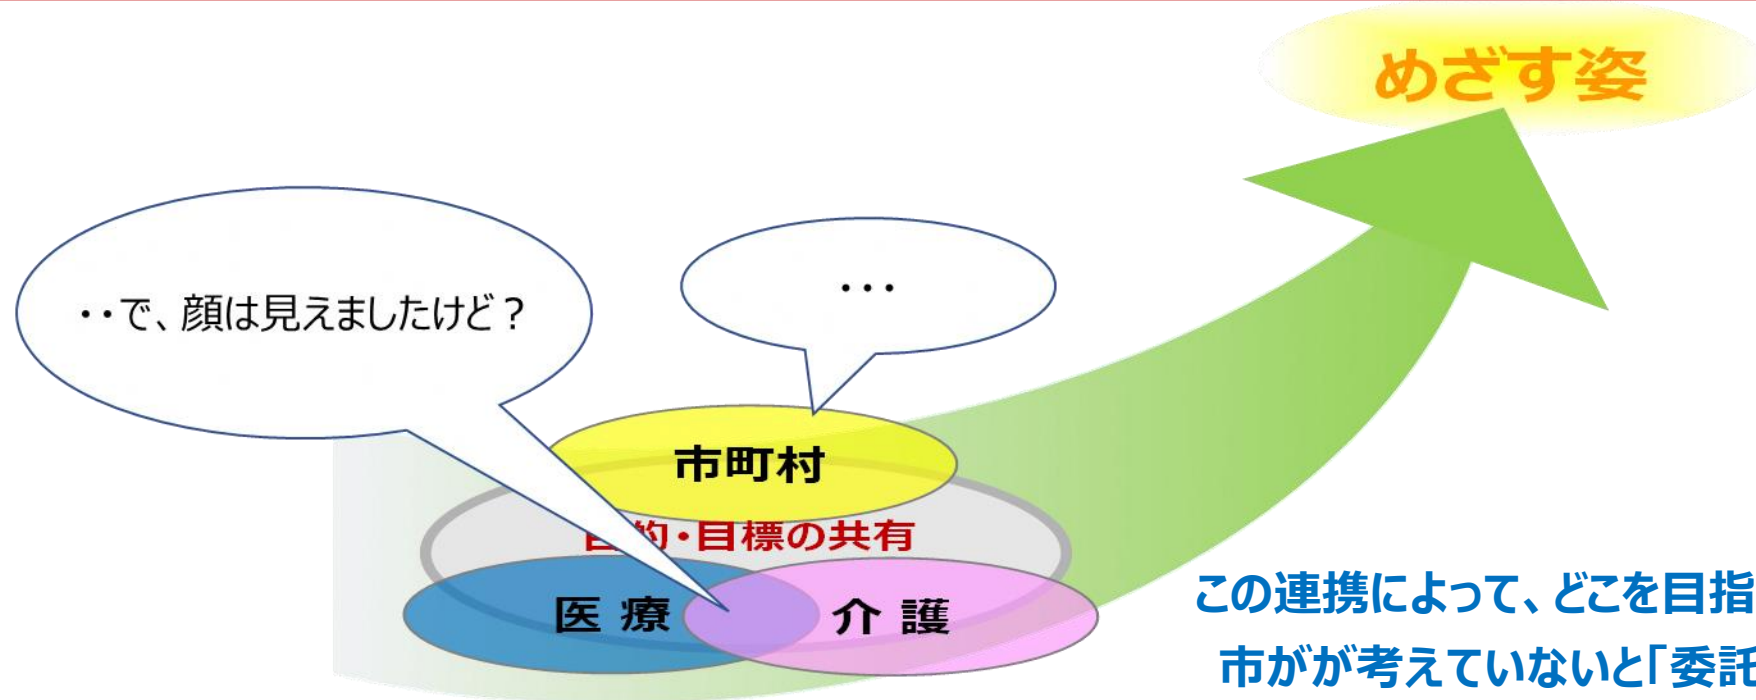 めざす姿
・・で、顔は見えましたけど？
・・・
市町村
目的・目標の共有
医 療
介 護
この連携によって、どこを目指
市がが考えていないと「委託